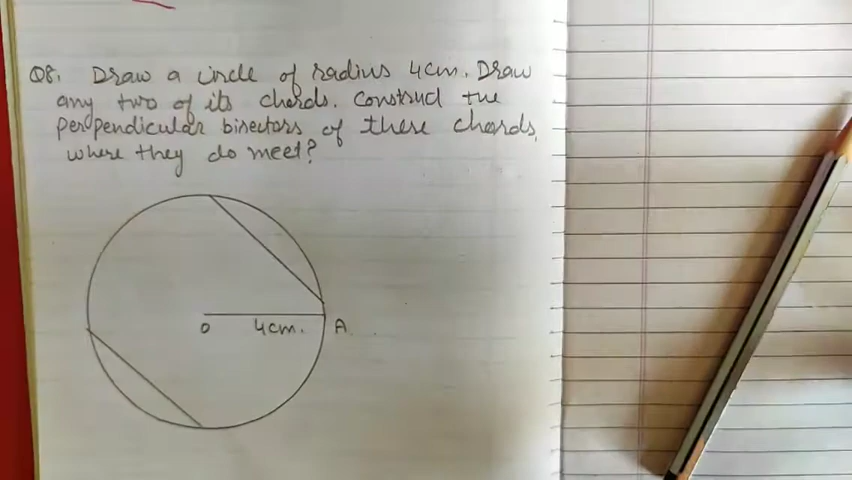 Q8. Draw a circle of radius 4cm. Draw
any two of its chords. Construct the
perpendicular bisectors of these chords,
where they do meet?
O 4cm. A